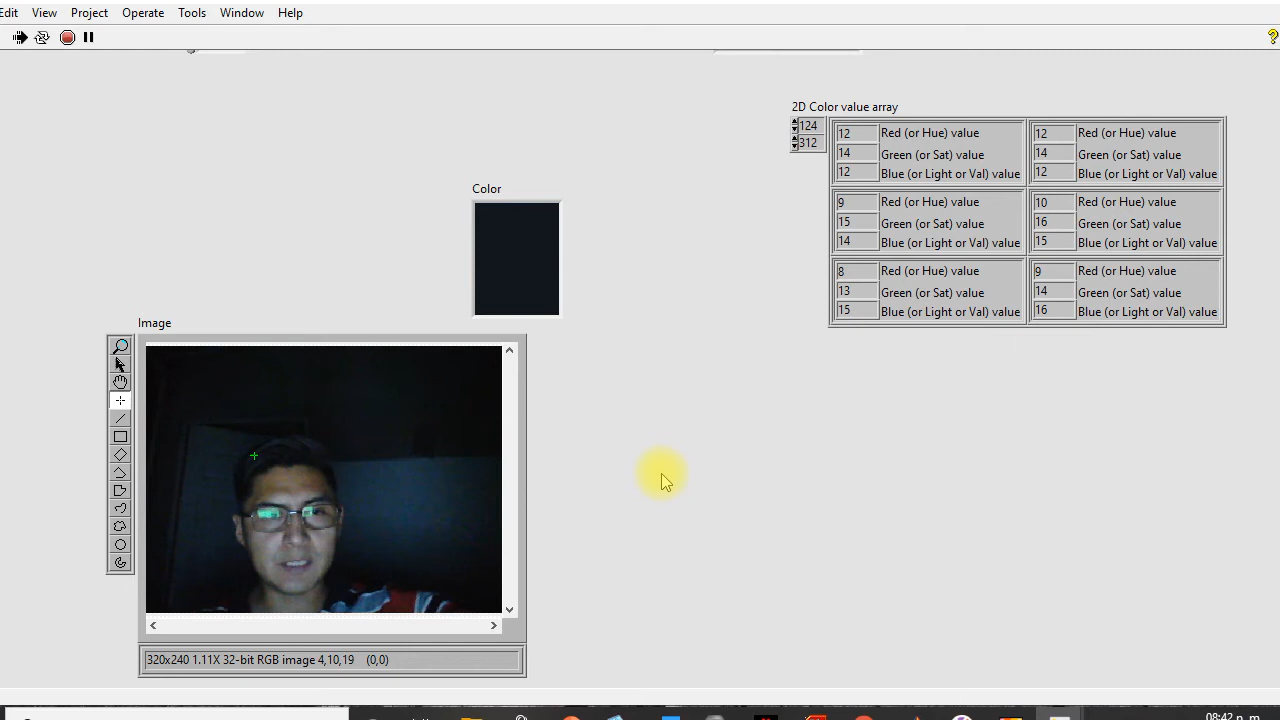 Edit View Project Operate Tools Window Help
?
2D Color value array
124
312
12 Red (or Hue) value 12 Red (or Hue) value
14 Green (or Sat) value 14 Green (or Sat) value
12 Blue (or Light or Val) value 12 Blue (or Light or Val) value
9 Red (or Hue) value 10 Red (or Hue) value
15 Green (or Sat) value 16 Green (or Sat) value
14 Blue (or Light or Val) value 15 Blue (or Light or Val) value
8 Red (or Hue) value 9 Red (or Hue) value
13 Green (or Sat) value 14 Green (or Sat) value
15 Blue (or Light or Val) value 16 Blue (or Light or Val) value
Color
Image
320x240 1.11X 32-bit RGB image 4,10,19 (0,0)
08:42 p. m.